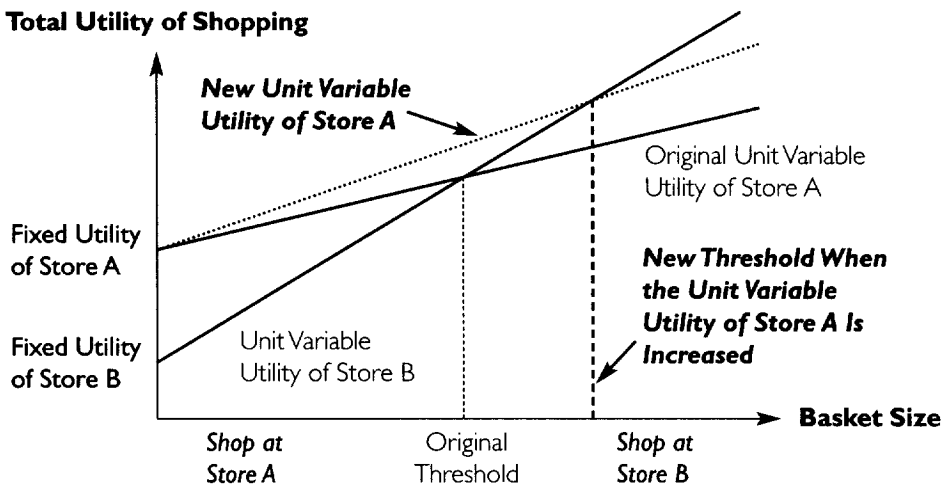 Total Utility of Shopping
New Unit Variable
Utility of Store A
Original Unit Variable
Utility of Store A
Fixed Utility
of Store A
New Threshold When
the Unit Variable
Utility of Store A Is
Increased
Fixed Utility
of Store B
Unit Variable
Utility of Store B
Basket Size
Shop at
Store A
Original
Threshold
Shop at
Store B